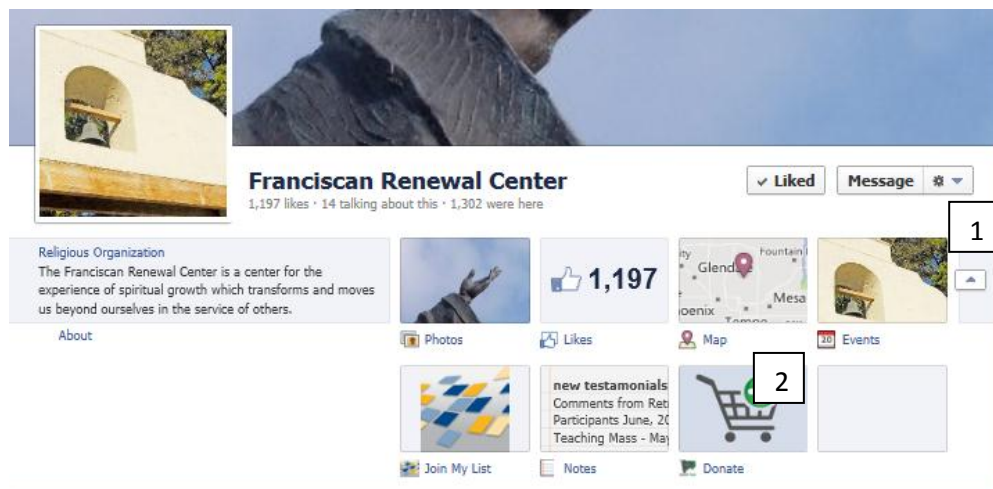 Franciscan Renewal Center
1,197 likes · 14 talking about this · 1,302 were here
Liked
Message
1
Religious Organization
The Franciscan Renewal Center is a center for the
experience of spiritual growth which transforms and moves
us beyond ourselves in the service of others.
About
1,197
Fountain
Glendale
Mesa
Photos
Likes
Map
20 Events
new testamonials
Comments from
Participants June,
Teaching Mass -
2
Join My List
Notes
Donate